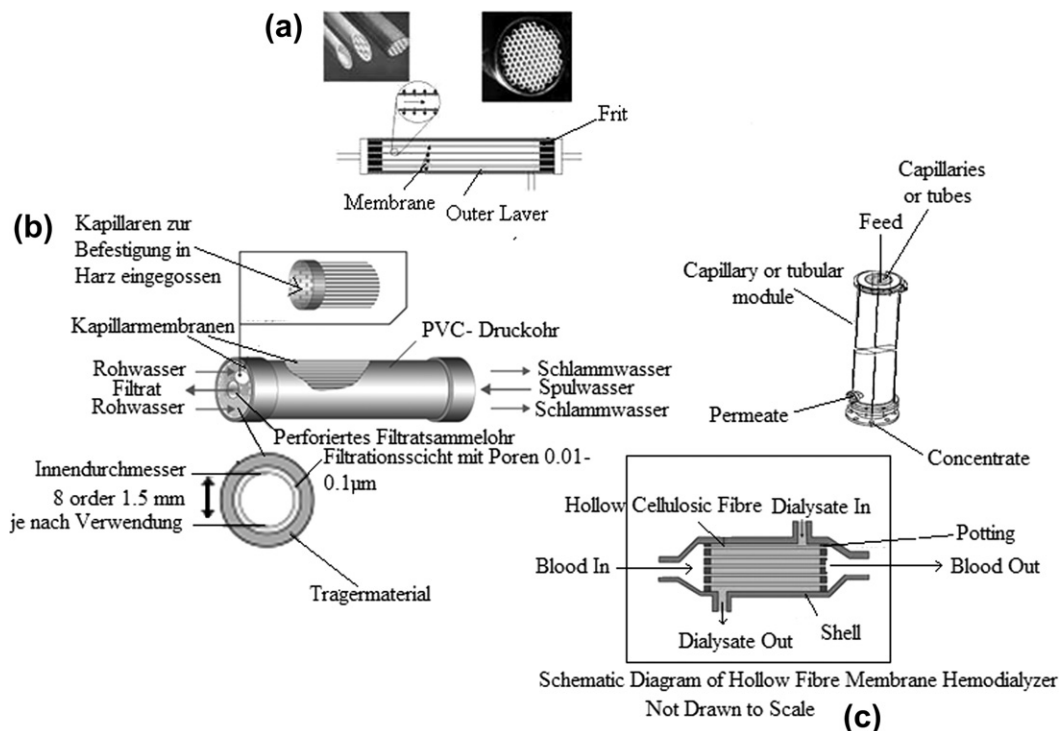 (a)
Frit
Membrane
Outer Laver
(b)
Kapillaren zur
Befestigung in
Harz eingegossen
Kapillarmembranen
PVC- Druckohr
Rohwasser
Filtrat
Rohwasser
Schlammwasser
Spulwasser
Schlammwasser
Perforiertes Filtratsammelohr
Filtrationsscicht mit Poren 0.01-
0.1µm
Innendurchmesser
8 order 1.5 mm
je nach Verwendung
Tragermaterial
Capillaries
or tubes
Feed
Capillary or tubular
module
Permeate
Concentrate
Hollow Cellulosic Fibre
Dialysate In
Potting
Blood In
Blood Out
Dialysate Out
Shell
Schematic Diagram of Hollow Fibre Membrane Hemodialyzer
Not Drawn to Scale
(c)